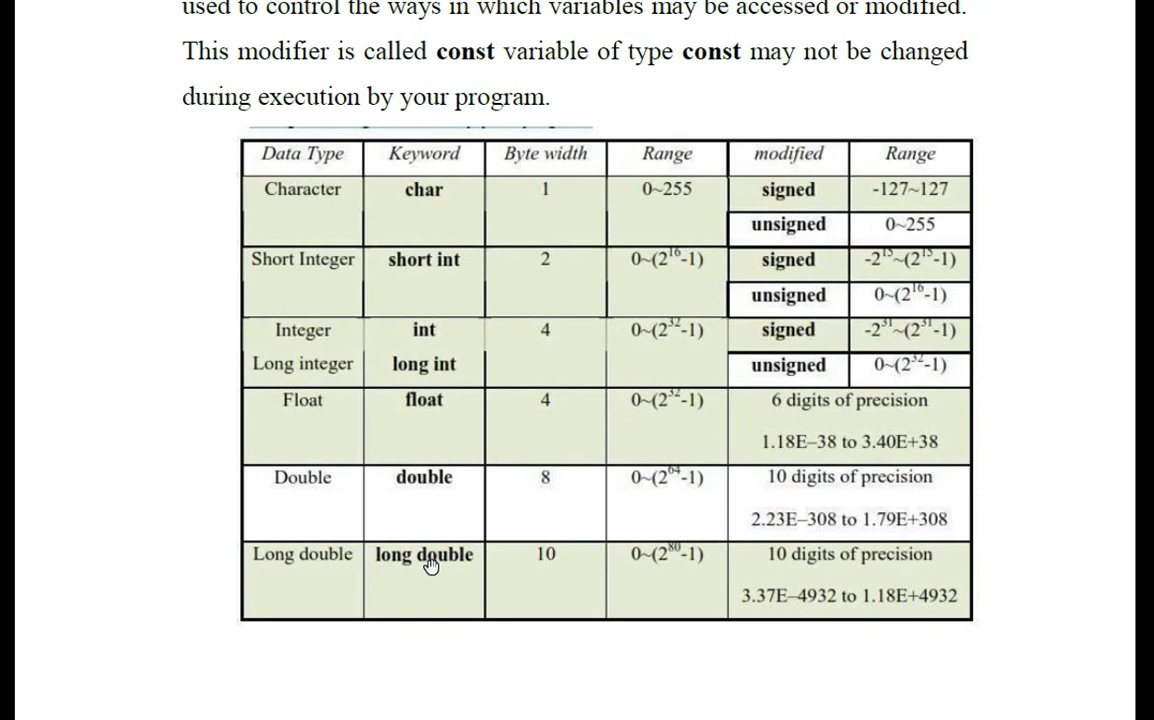 used to control the ways in which variables may be accessed or modified.
This modifier is called const variable of type const may not be changed
during execution by your program.
Data Type Keyword Byte width Range modified Range
Character char 1 0~255 signed -127~127
unsigned 0~255
Short Integer short int 2 0~(2^16-1) signed -2^15~(2^15-1)
unsigned 0~(2^16-1)
Integer int 4 0~(2^32-1) signed -2^31~(2^31-1)
Long integer long int unsigned 0~(2^32-1)
Float float 4 0~(2^32-1) 6 digits of precision
1.18E–38 to 3.40E+38
Double double 8 0~(2^64-1) 10 digits of precision
2.23E–308 to 1.79E+308
Long double long double 10 0~(2^80-1) 10 digits of precision
3.37E–4932 to 1.18E+4932